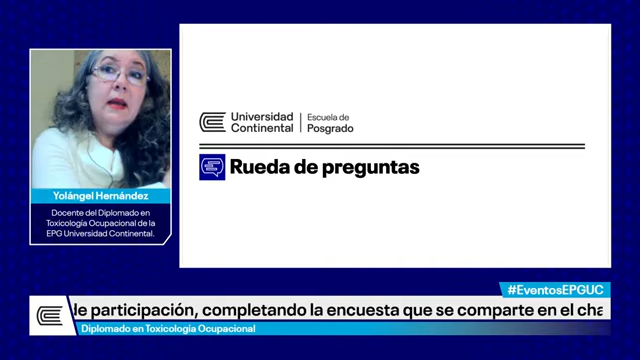 Yolángel Hernández
Docente del Diplomado en
Toxicología Ocupacional de la
EPG Universidad Continental.
Universidad
Continental
Escuela de
Posgrado
Rueda de preguntas
#EventosEPGUC
de participación, completando la encuesta que se comparte en el cha
Diplomado en Toxicología Ocupacional